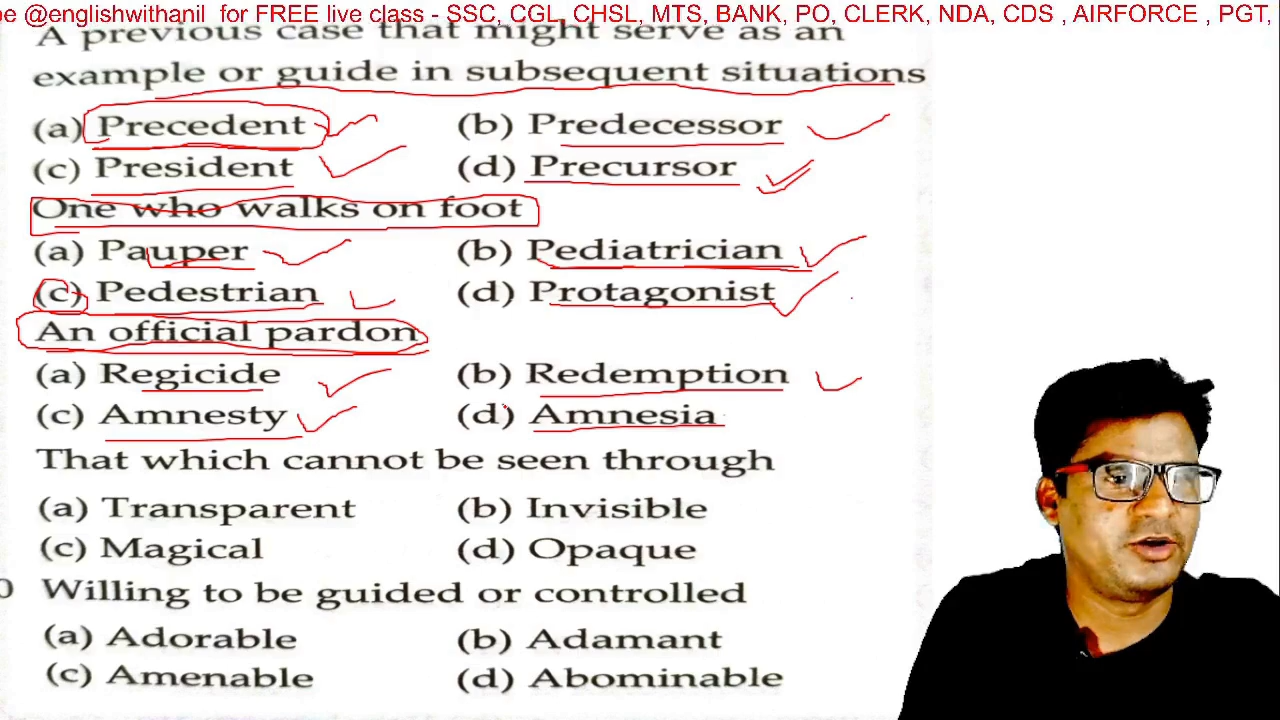 e @englishwithanil for FREE live class - SSC, CGL, CHSL, MTS, BANK, PO, CLERK, NDA, CDS , AIRFORCE , PGT,
A previous case that might serve as an
example or guide in subsequent situations
(a) Precedent (b) Predecessor
(c) President (d) Precursor
One who walks on foot
(a) Pauper (b) Pediatrician
(c) Pedestrian (d) Protagonist
An official pardon
(a) Regicide (b) Redemption
(c) Amnesty (d) Amnesia
That which cannot be seen through
(a) Transparent (b) Invisible
(c) Magical (d) Opaque
0 Willing to be guided or controlled
(a) Adorable (b) Adamant
(c) Amenable (d) Abominable